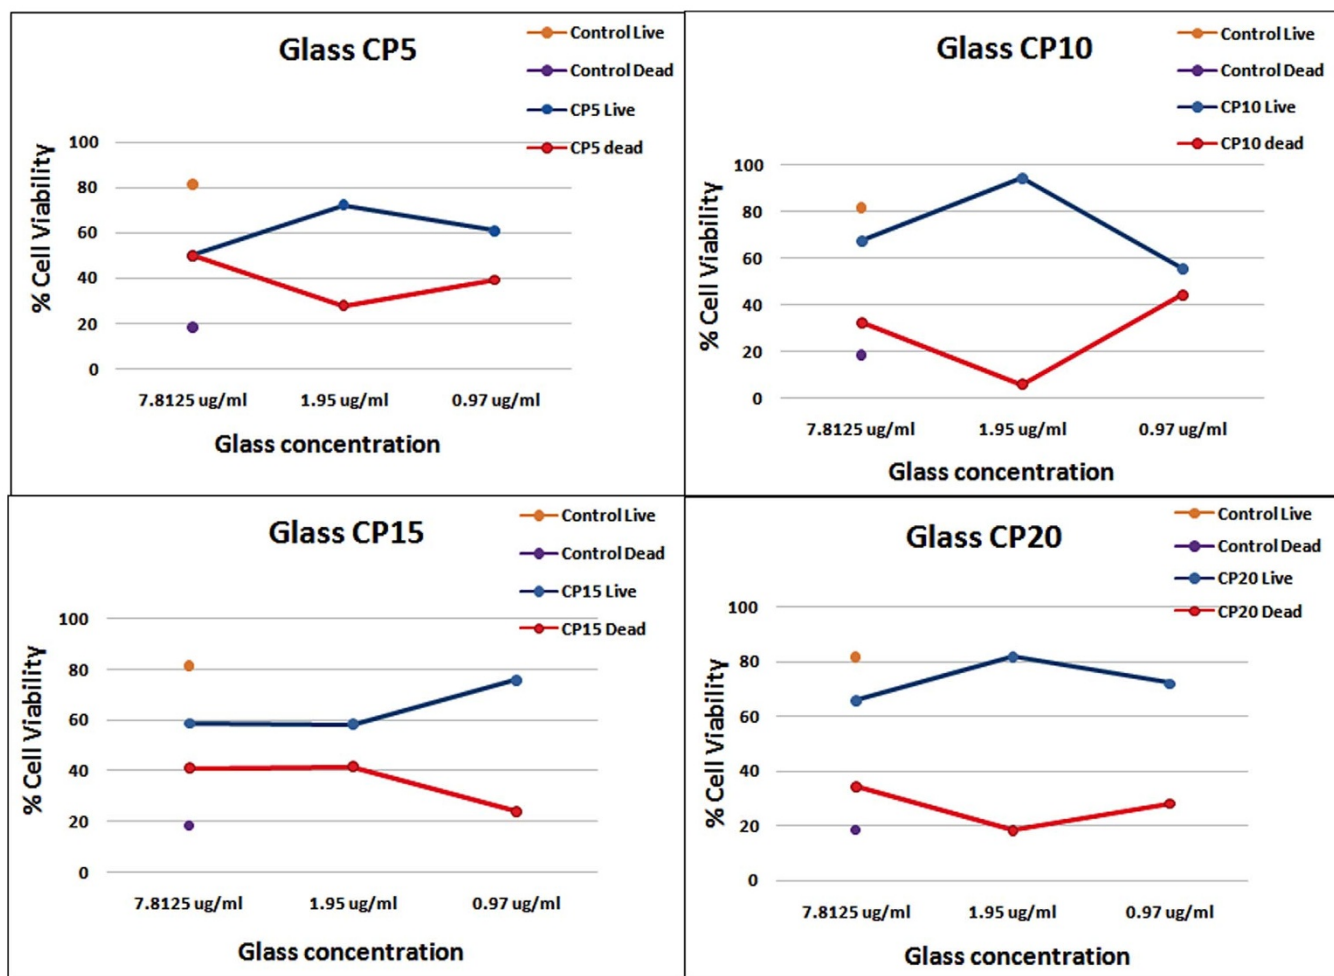 Glass CP5
Control Live
Control Dead
CP5 Live
CP5 dead
% Cell Viability
100
80
60
40
20
0
7.8125 ug/ml 1.95 ug/ml 0.97 ug/ml
Glass concentration
Glass CP10
Control Live
Control Dead
CP10 Live
CP10 dead
% Cell Viability
100
80
60
40
20
0
7.8125 ug/ml 1.95 ug/ml 0.97 ug/ml
Glass concentration
Glass CP15
Control Live
Control Dead
CP15 Live
CP15 Dead
% Cell Viability
100
80
60
40
20
0
7.8125 ug/ml 1.95 ug/ml 0.97 ug/ml
Glass concentration
Glass CP20
Control Live
Control Dead
CP20 Live
CP20 Dead
% Cell Viability
100
80
60
40
20
0
7.8125 ug/ml 1.95 ug/ml 0.97 ug/ml
Glass concentration